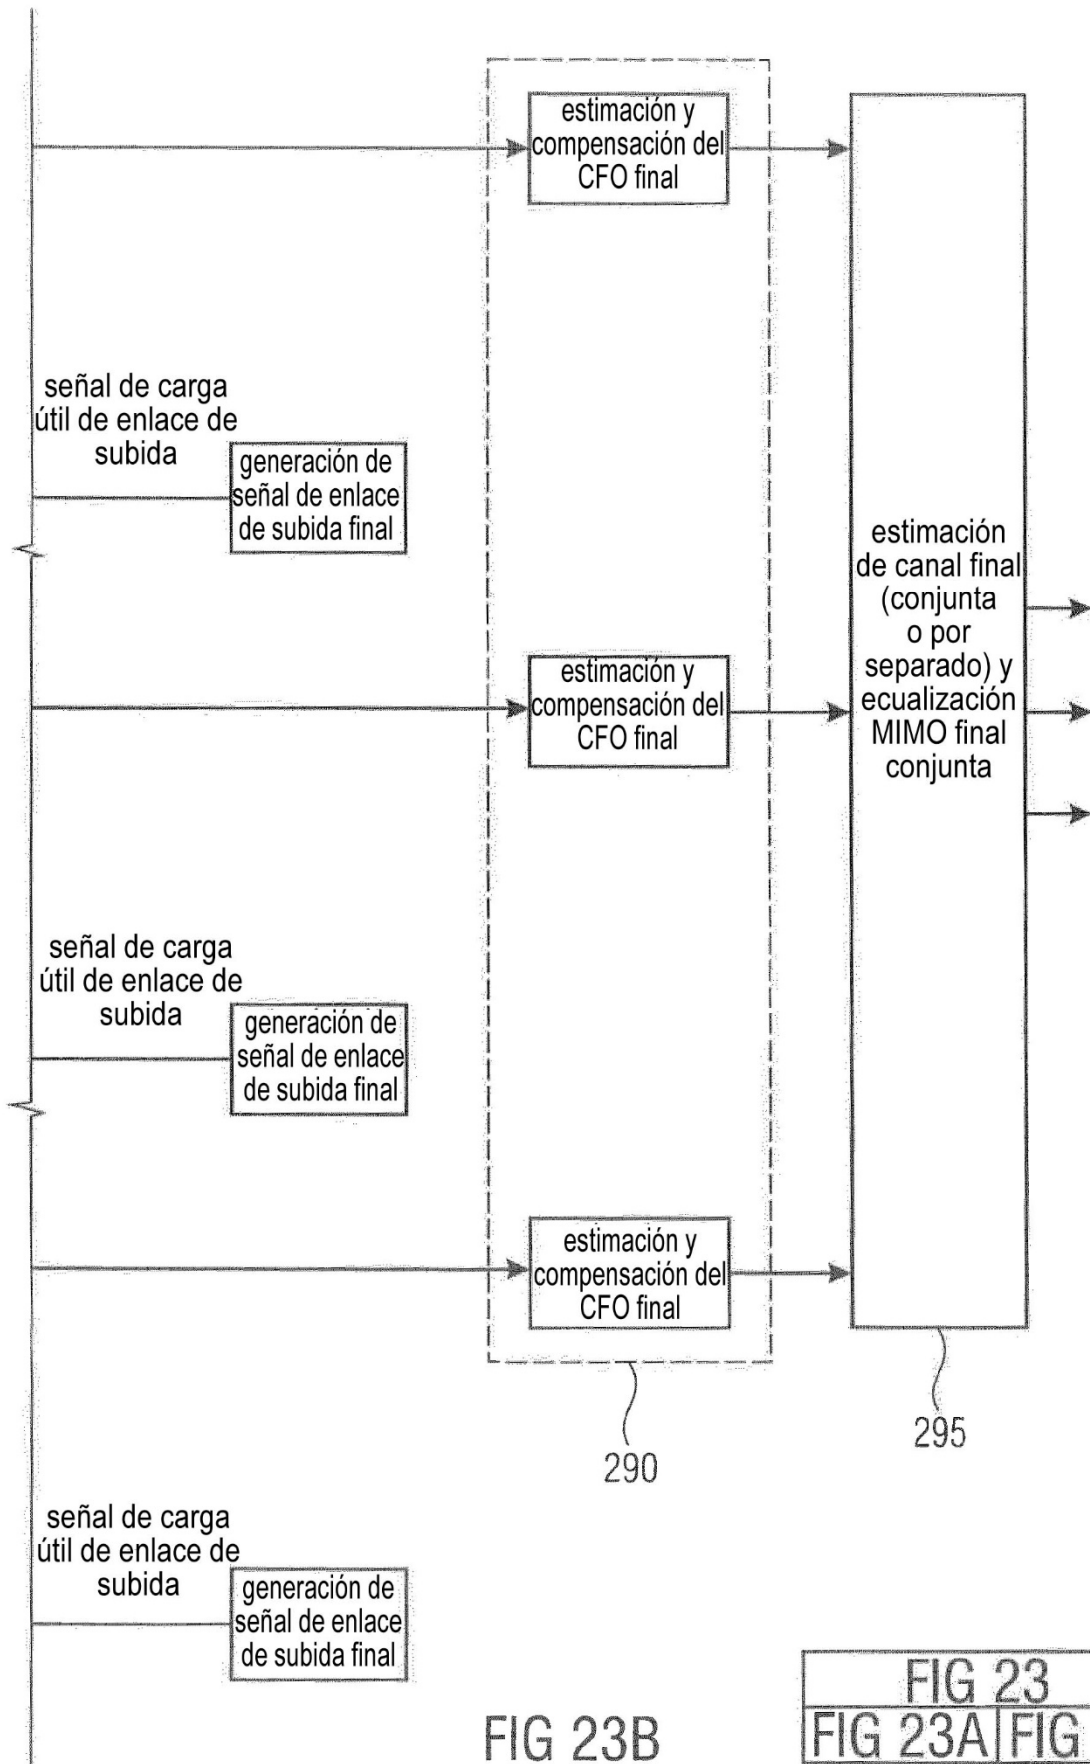 estimación y
compensación del
CFO final
señal de carga
útil de enlace de
subida
generación de
señal de enlace
de subida final
estimación
de canal final
(conjunta
o por
separado) y
ecualización
MIMO final
conjunta
estimación y
compensación del
CFO final
señal de carga
útil de enlace de
subida
generación de
señal de enlace
de subida final
estimación y
compensación del
CFO final
290
295
señal de carga
útil de enlace de
subida
generación de
señal de enlace
de subida final
FIG 23B
FIG 23
FIG 23A FIG